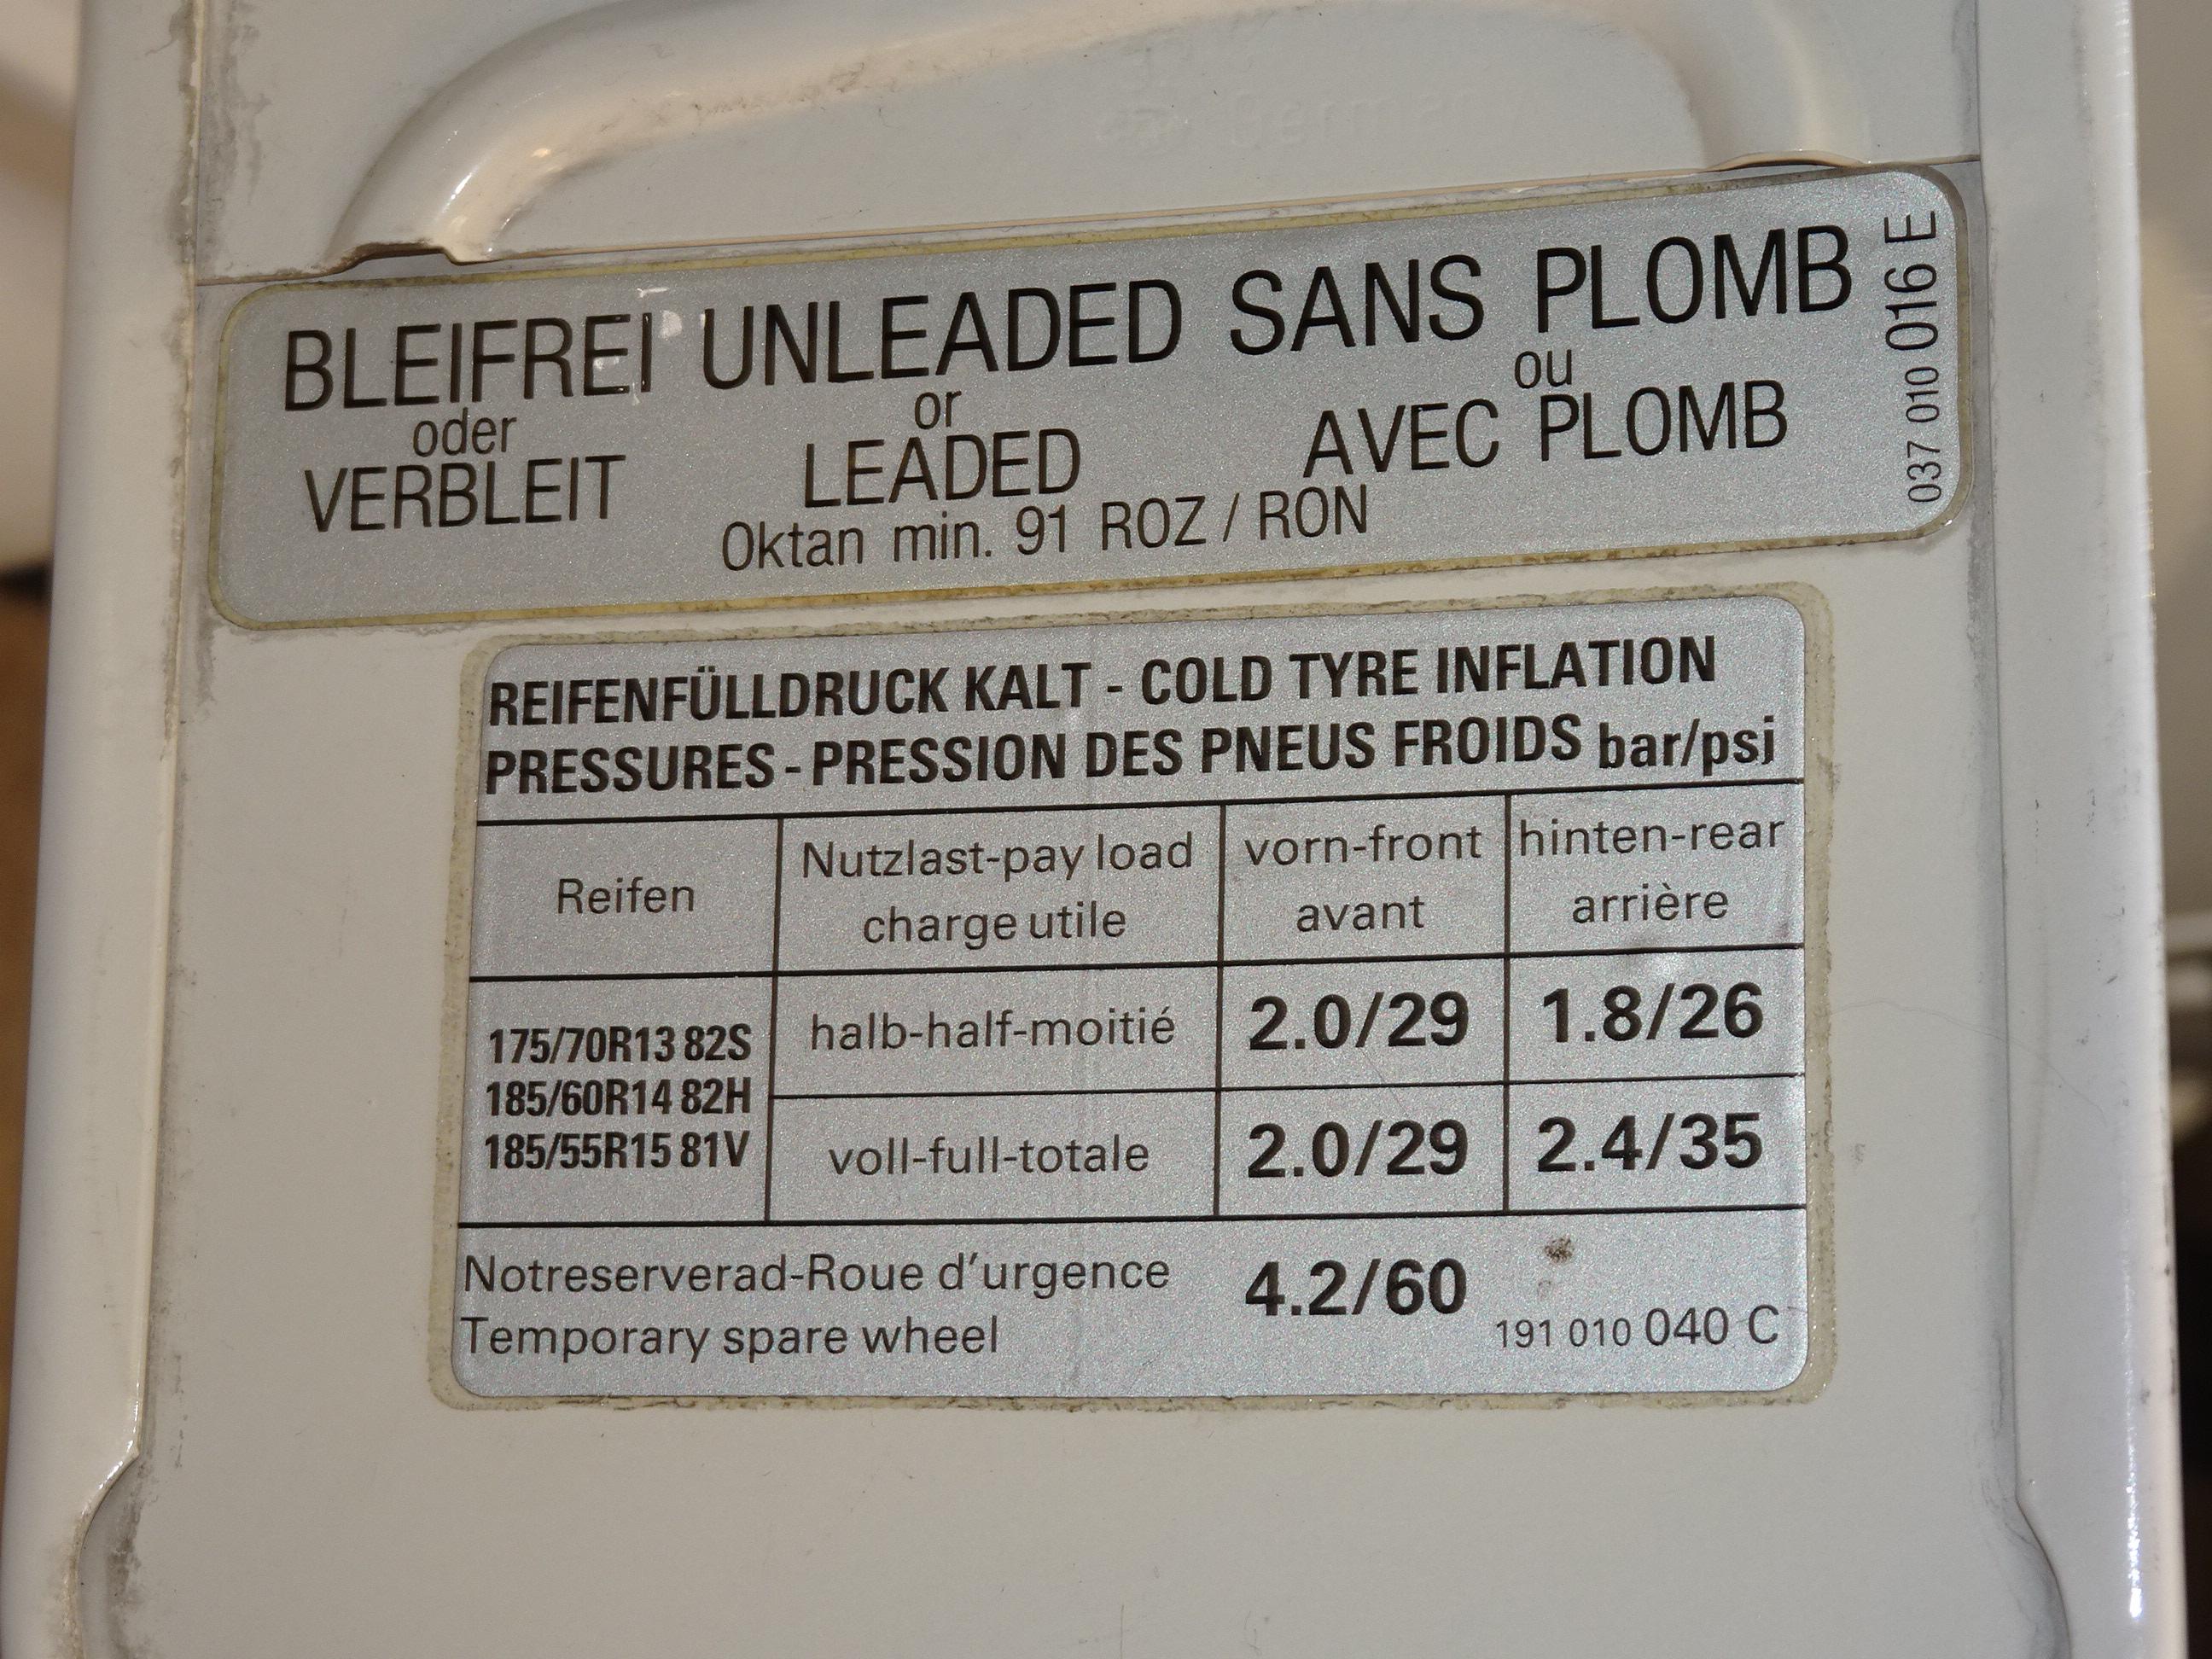 BLEIFREI UNLEADED SANS PLOMB
oder or ou
VERBLEIT LEADED AVEC PLOMB
Oktan min. 91 ROZ / RON
037 010 016 E
REIFENFÜLLDRUCK KALT - COLD TYRE INFLATION
PRESSURES - PRESSION DES PNEUS FROIDS bar/psi
Reifen
Nutzlast-pay load
charge utile
vorn-front
avant
hinten-rear
arrière
175/70R13 82S
185/60R14 82H
185/55R15 81V
halb-half-moitié 2.0/29 1.8/26
voll-full-totale 2.0/29 2.4/35
Notreserverad-Roue d'urgence
Temporary spare wheel
4.2/60
191 010 040 C